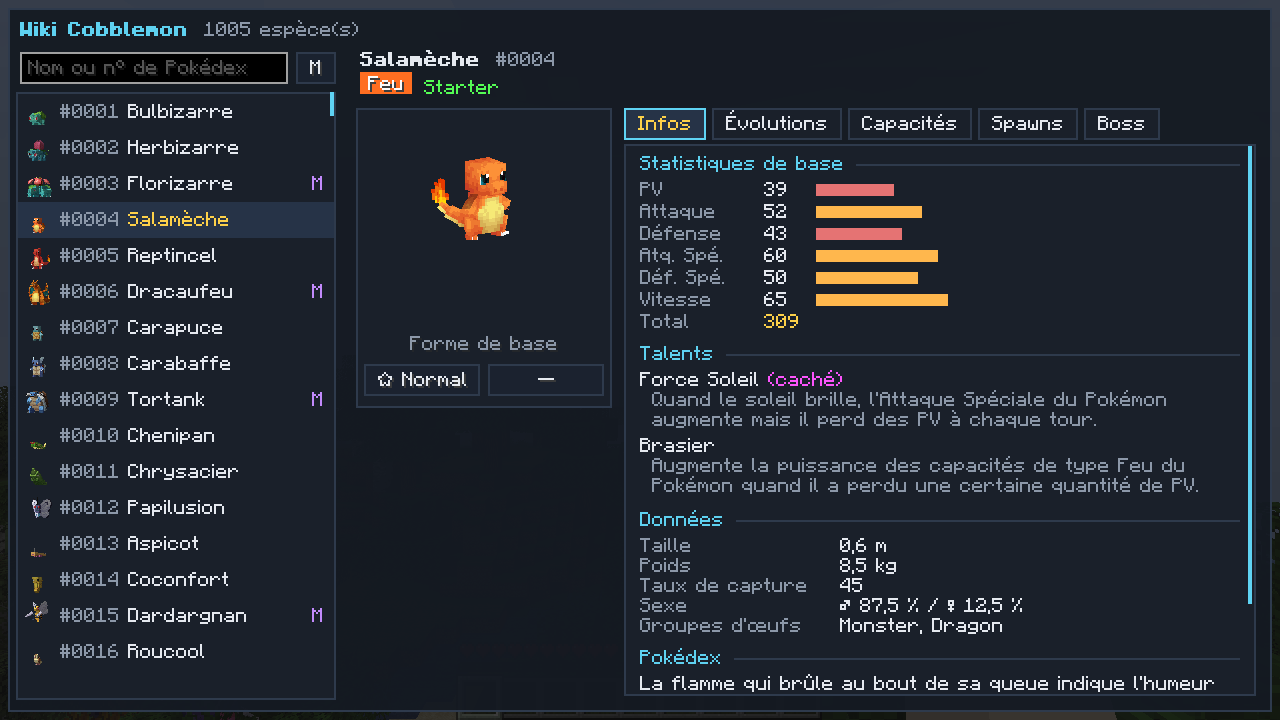 Wiki Cobblemon 1005 espèce(s)
Nom ou n° de Pokédex
M
#0001 Bulbizarre
#0002 Herbizarre
#0003 Florizarre M
#0004 Salamèche
#0005 Reptincel
#0006 Dracaufeu M
#0007 Carapuce
#0008 Carabaffe
#0009 Tortank M
#0010 Chenipan
#0011 Chrysacier
#0012 Papilusion
#0013 Aspicot
#0014 Coconfort
#0015 Dardargnan M
#0016 Roucool
Salamèche #0004
Feu Starter
Forme de base
☆ Normal —
Infos Évolutions Capacités Spawns Boss
Statistiques de base
PV 39
Attaque 52
Défense 43
Atq. Spé. 60
Déf. Spé. 50
Vitesse 65
Total 309
Talents
Force Soleil (caché)
Quand le soleil brille, l'Attaque Spéciale du Pokémon
augmente mais il perd des PV à chaque tour.
Brasier
Augmente la puissance des capacités de type Feu du
Pokémon quand il a perdu une certaine quantité de PV.
Données
Taille 0,6 m
Poids 8,5 kg
Taux de capture 45
Sexe ♂ 87,5 % / ♀ 12,5 %
Groupes d'œufs Monster, Dragon
Pokédex
La flamme qui brûle au bout de sa queue indique l'humeur